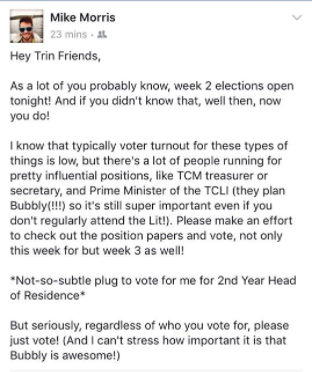 Mike Morris
23 mins ·
Hey Trin Friends,
As a lot of you probably know, week 2 elections open
tonight! And if you didn't know that, well then, now
you do!
I know that typically voter turnout for these types of
things is low, but there's a lot of people running for
pretty influential positions, like TCM treasurer or
secretary, and Prime Minister of the TCLI (they plan
Bubbly(!!!) so it's still super important even if you
don't regularly attend the Lit!). Please make an effort
to check out the position papers and vote, not only
this week for but week 3 as well!
*Not-so-subtle plug to vote for me for 2nd Year Head
of Residence*
But seriously, regardless of who you vote for, please
just vote! (And I can't stress how important it is that
Bubbly is awesome!)